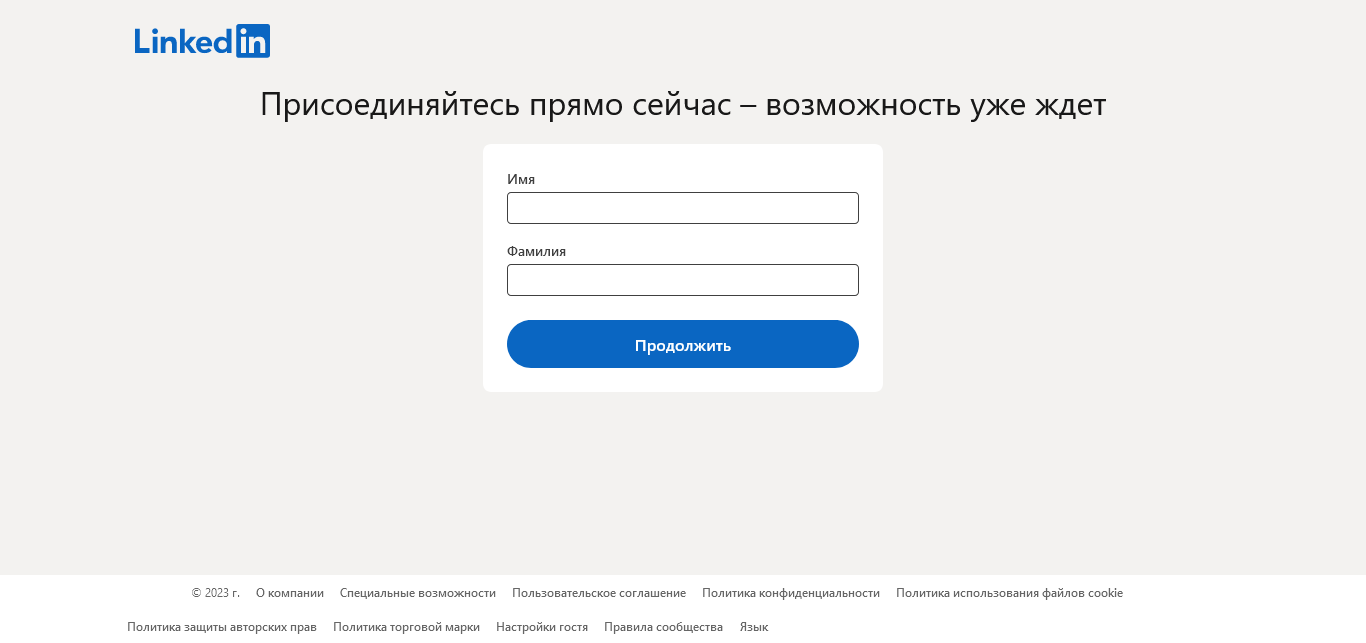 Linkedin
Присоединяйтесь прямо сейчас – возможность уже ждет
Имя
Фамилия
Продолжить
© 2023 г. О компании Специальные возможности Пользовательское соглашение Политика конфиденциальности Политика использования файлов cookie
Политика защиты авторских прав Политика торговой марки Настройки гостя Правила сообщества Язык